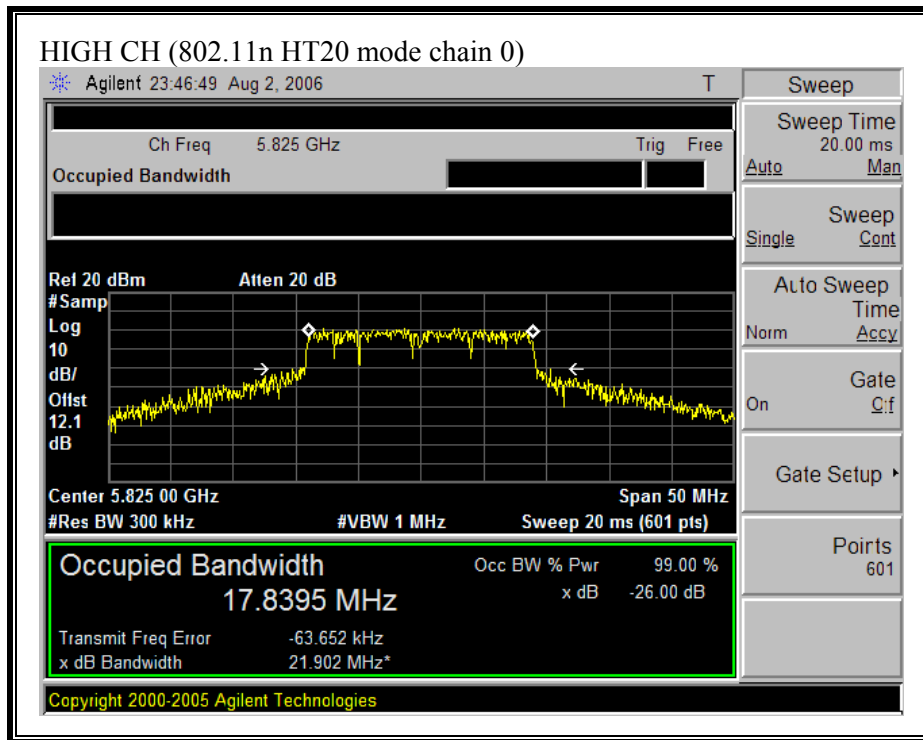 HIGH CH (802.11n HT20 mode chain 0)
Agilent 23:46:49 Aug 2, 2006 T
Ch Freq 5.825 GHz Trig Free
Occupied Bandwidth
Ref 20 dBm Atten 20 dB
#Samp
Log
10
dB/
Offst
12.1
dB
Center 5.825 00 GHz Span 50 MHz
#Res BW 300 kHz #VBW 1 MHz Sweep 20 ms (601 pts)
Occupied Bandwidth
17.8395 MHz
Occ BW % Pwr 99.00 %
x dB -26.00 dB
Transmit Freq Error -63.652 kHz
x dB Bandwidth 21.902 MHz*
Copyright 2000-2005 Agilent Technologies
Sweep
Sweep Time
20.00 ms
Auto Man
Sweep
Single Cont
Auto Sweep
Time
Norm Accy
Gate
On Off
Gate Setup
Points
601